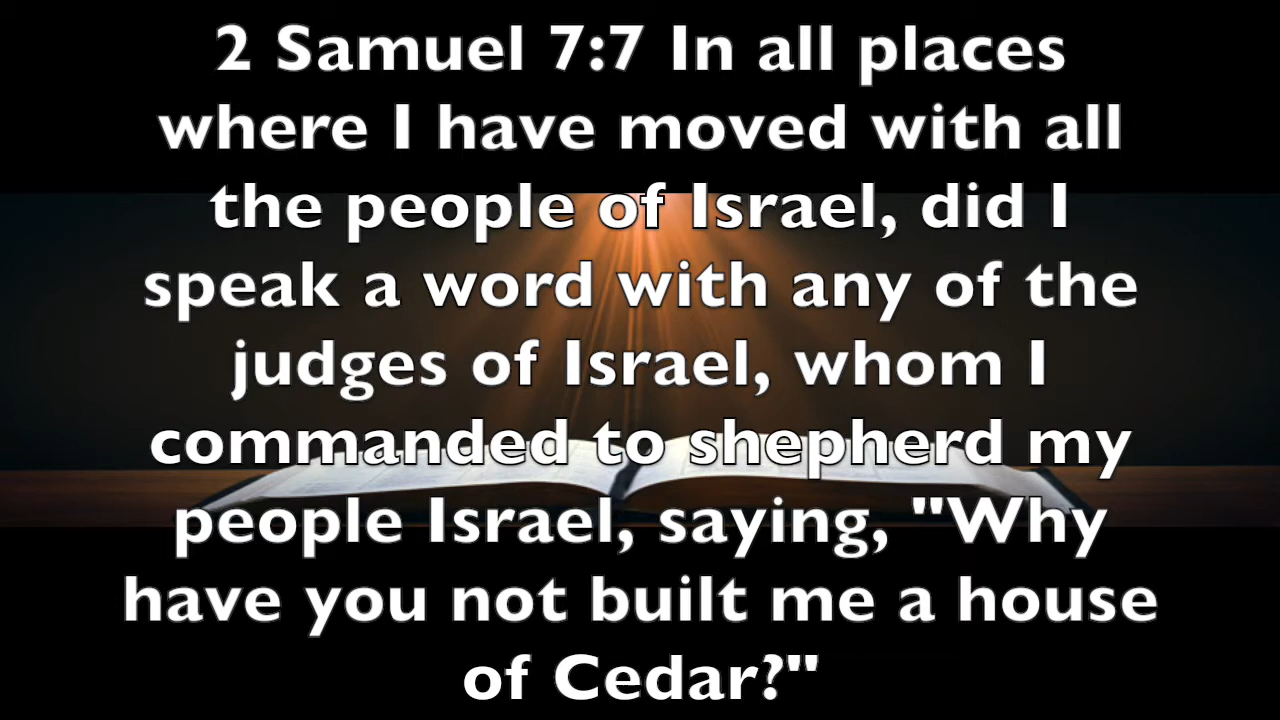 2 Samuel 7:7 In all places
where I have moved with all
the people of Israel, did I
speak a word with any of the
judges of Israel, whom I
commanded to shepherd my
people Israel, saying, "Why
have you not built me a house
of Cedar?"